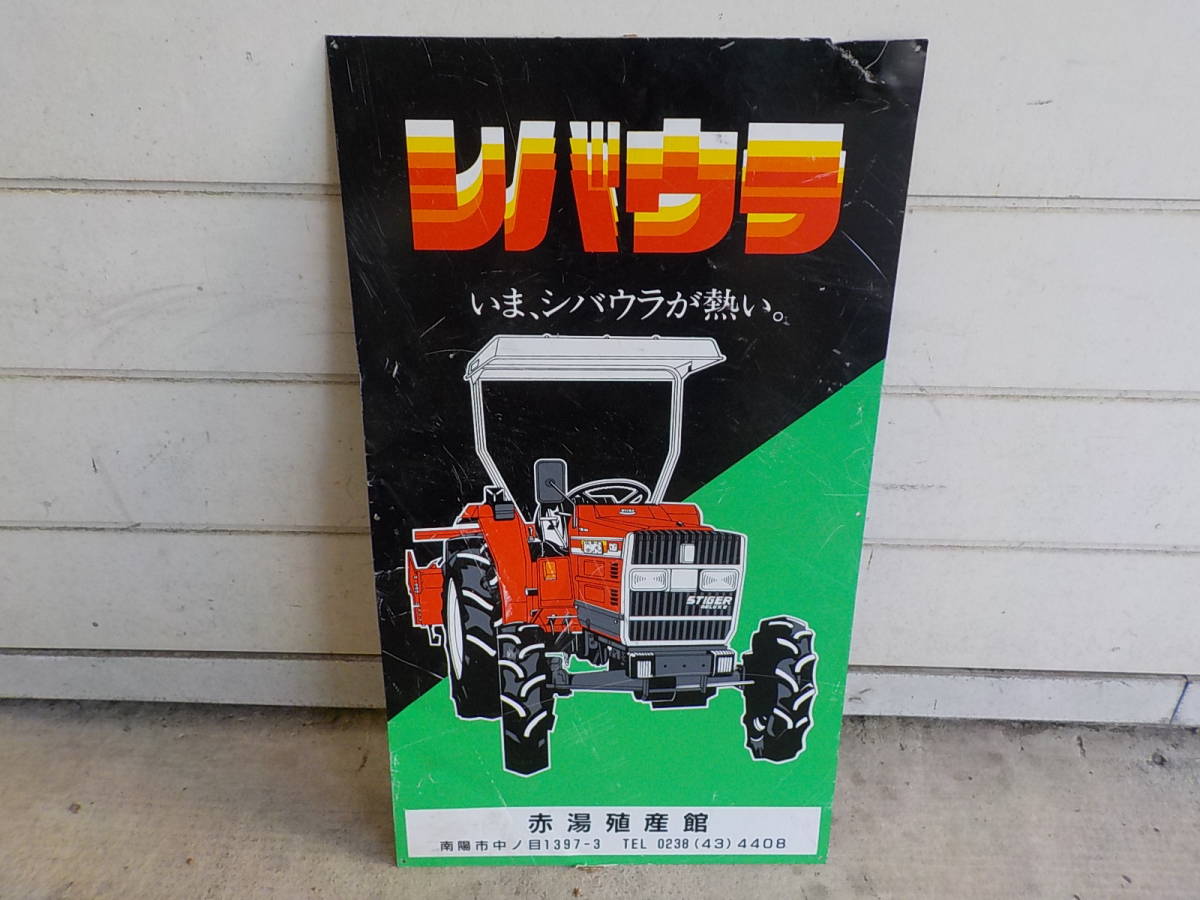 シバウラ
いま、シバウラが熱い。
STIGER
DELUXE
赤湯殖産館
南陽市中ノ目1397-3 TEL 0238(43)4408